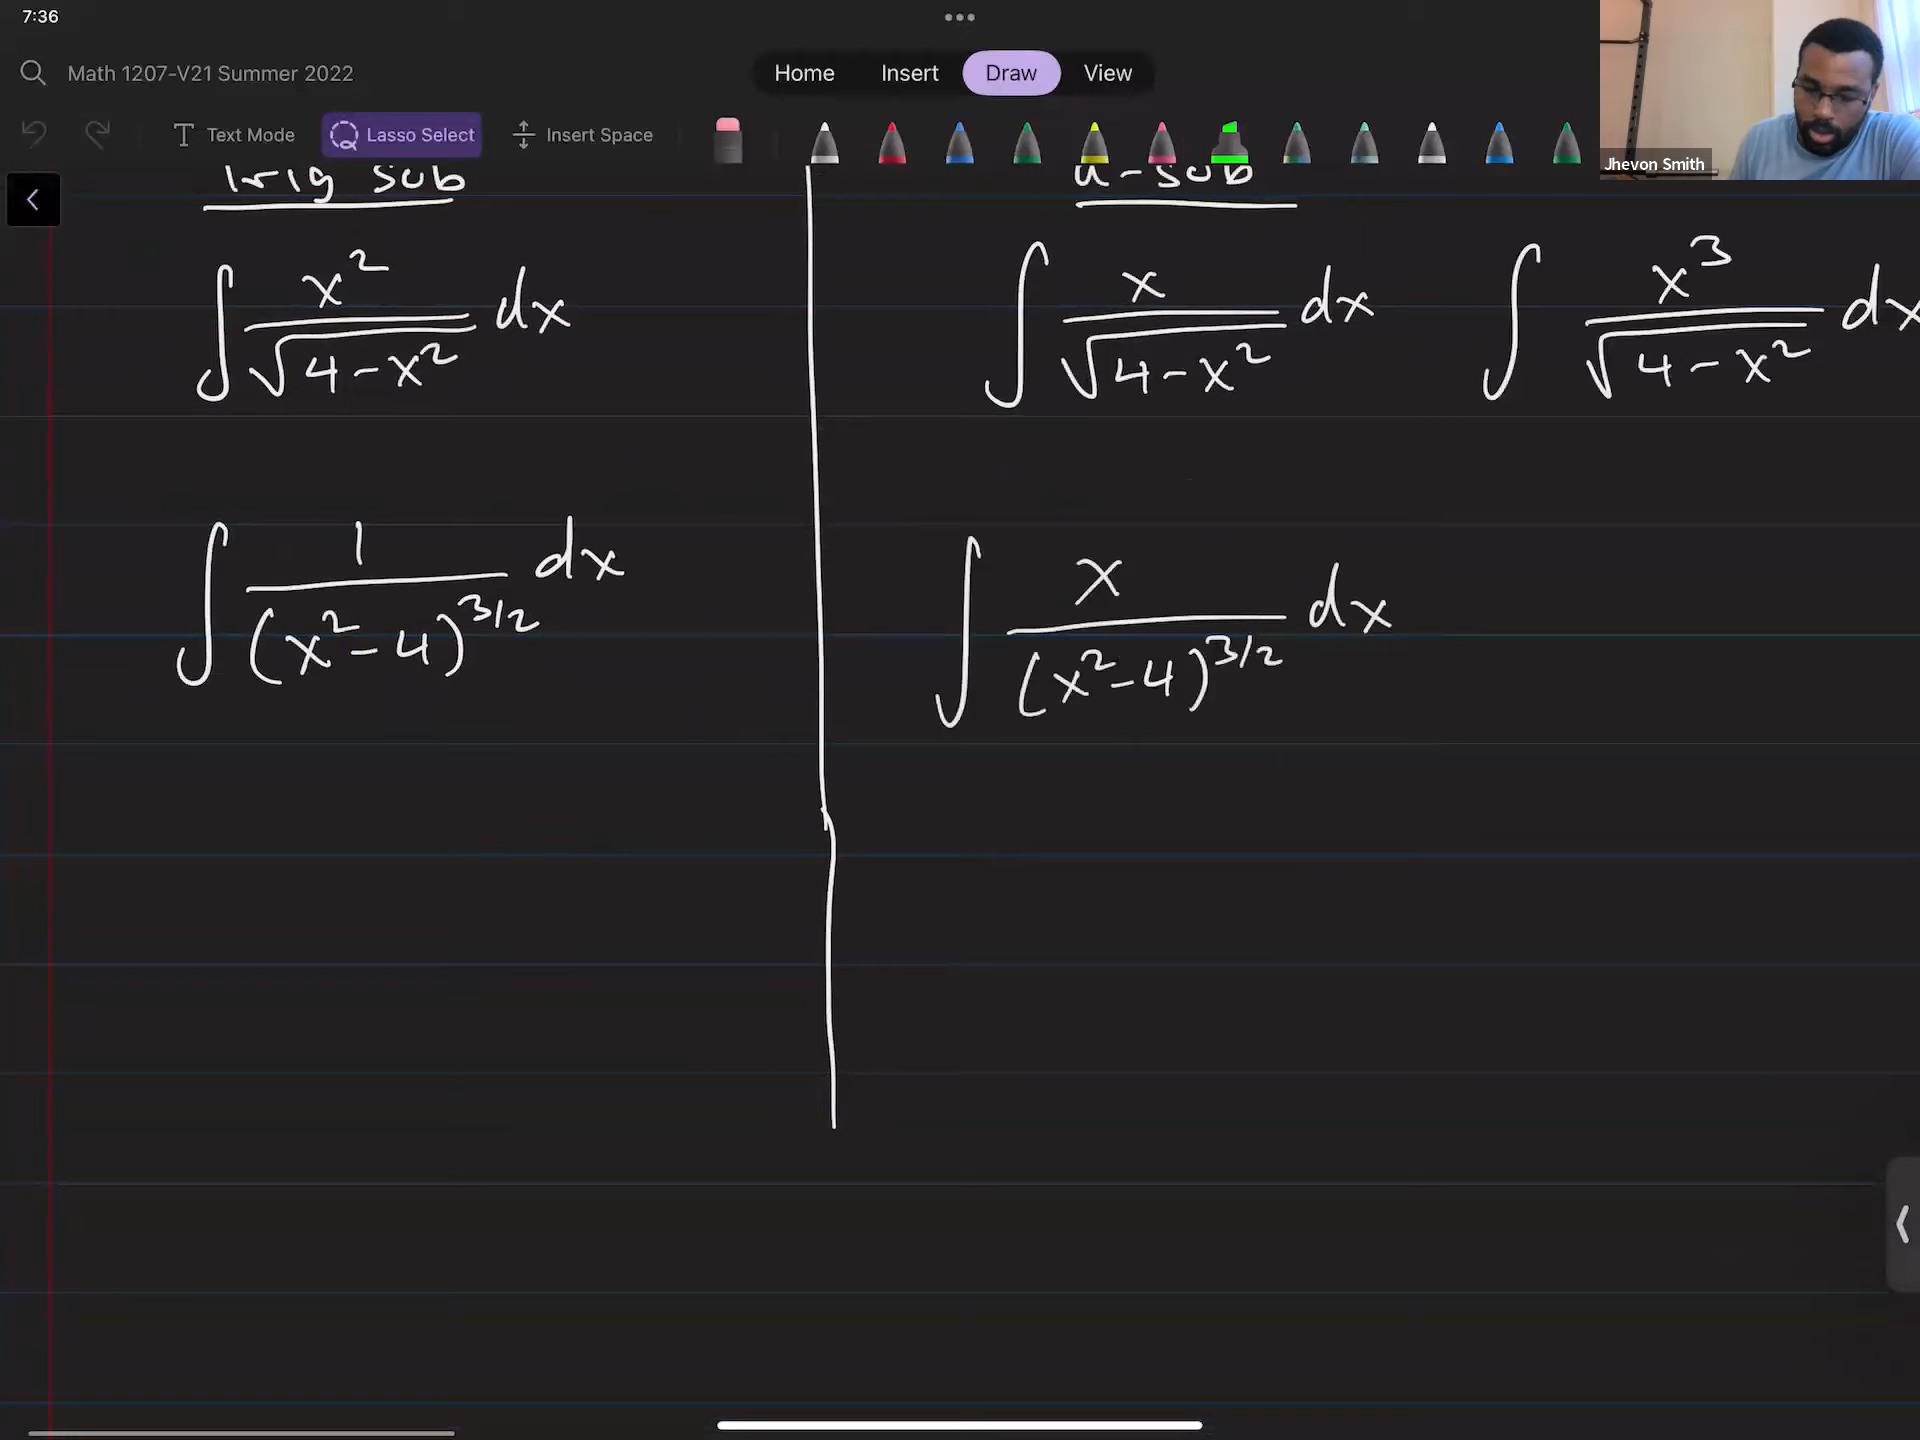 7:36
Math 1207-V21 Summer 2022
Home Insert Draw View
Text Mode Lasso Select Insert Space
Jhevon Smith
Trig sub
u-sub
∫ x²/√(4-x²) dx
∫ x/√(4-x²) dx ∫ x³/√(4-x²) dx
∫ 1/(x²-4)^(3/2) dx
∫ x/(x²-4)^(3/2) dx